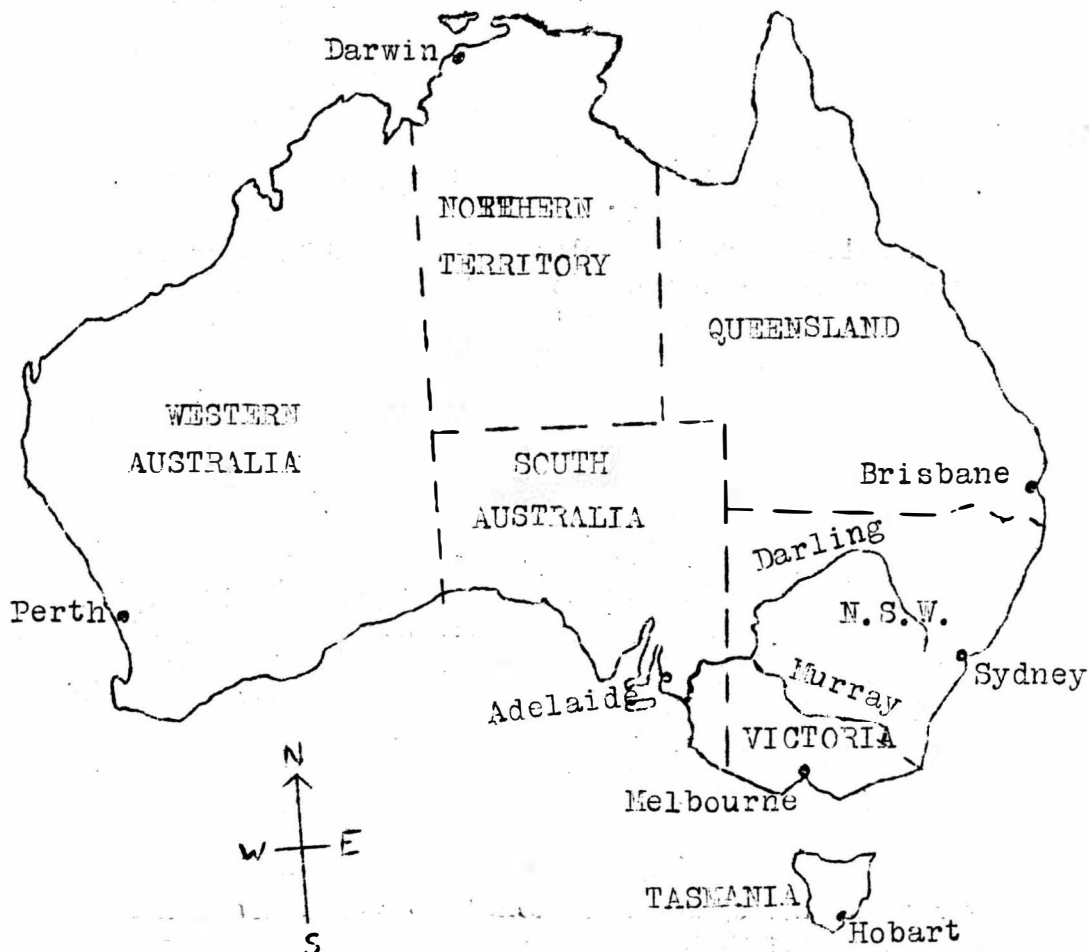 Darwin
NORTHERN
TERRITORY
QUEENSLAND
WESTERN
AUSTRALIA
SOUTH
AUSTRALIA
Brisbane
Darling
Perth
N.S.W.
Sydney
Adelaide
Murray
VICTORIA
Melbourne
N
W E
S
TASMANIA
Hobart